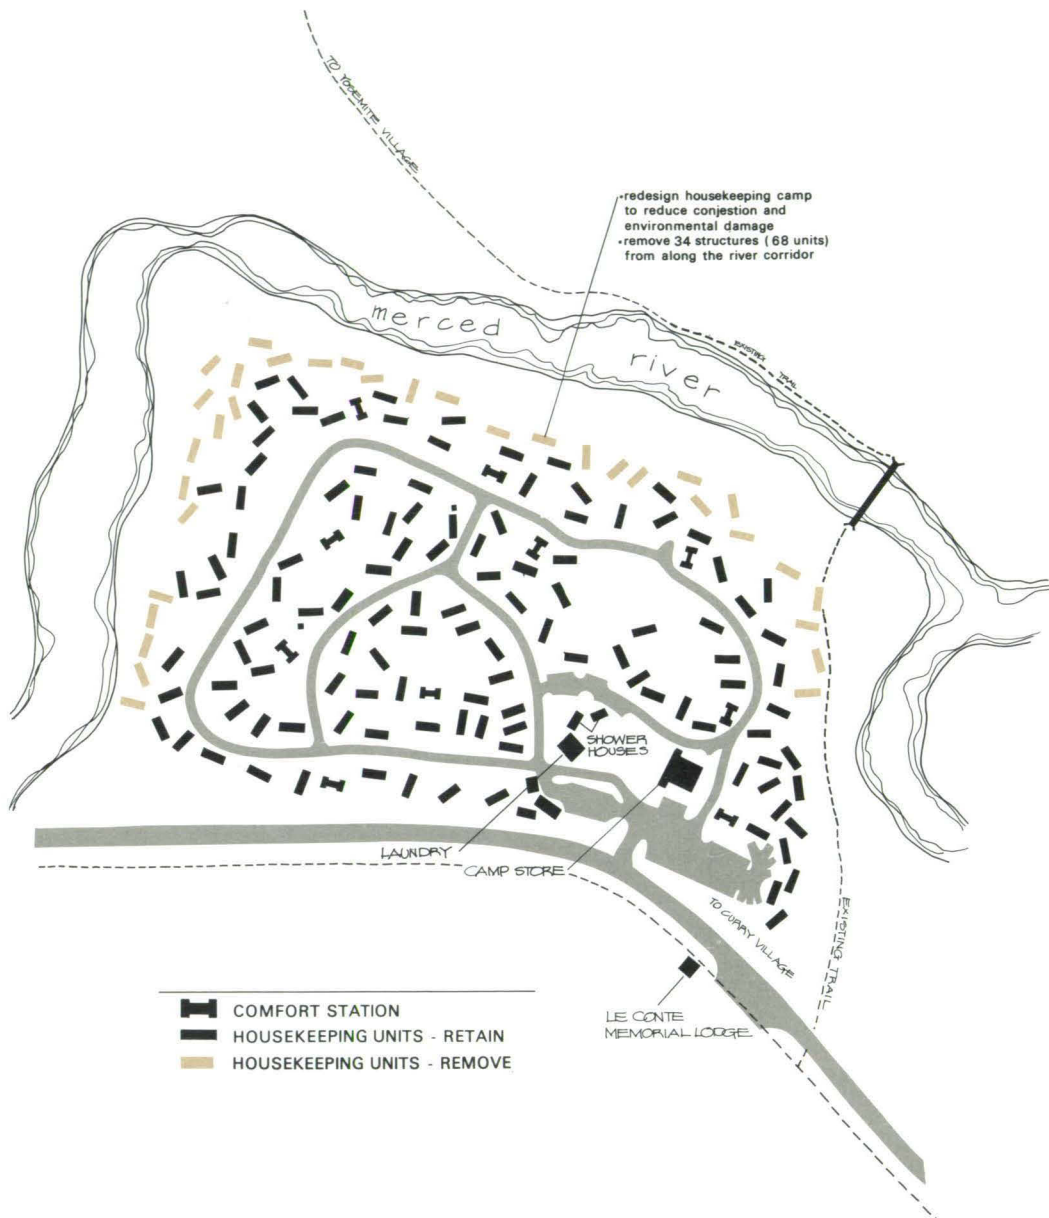 TO YOSEMITE VILLAGE
•redesign housekeeping camp
to reduce conjestion and
environmental damage
•remove 34 structures (68 units)
from along the river corridor
merced river
EXISTING TRAIL
SHOWER
HOUSES
LAUNDRY
CAMP STORE
TO CURRY VILLAGE
EXISTING TRAIL
LE CONTE
MEMORIAL LODGE
COMFORT STATION
HOUSEKEEPING UNITS - RETAIN
HOUSEKEEPING UNITS - REMOVE